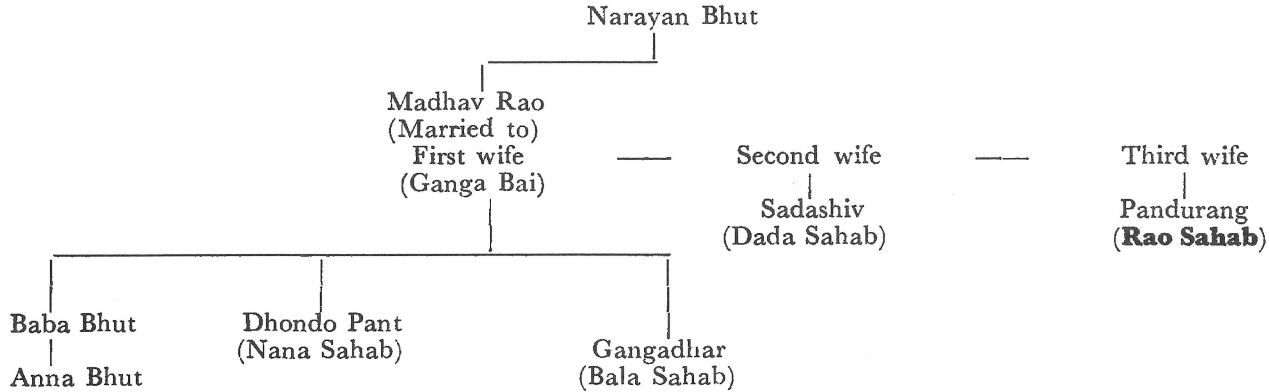 Narayan Bhut
Madhav Rao
(Married to)
First wife — Second wife — Third wife
(Ganga Bai)
Sadashiv Pandurang
(Dada Sahab) (Rao Sahab)
Baba Bhut Dhondo Pant
(Nana Sahab) Gangadhar
Anna Bhut (Bala Sahab)